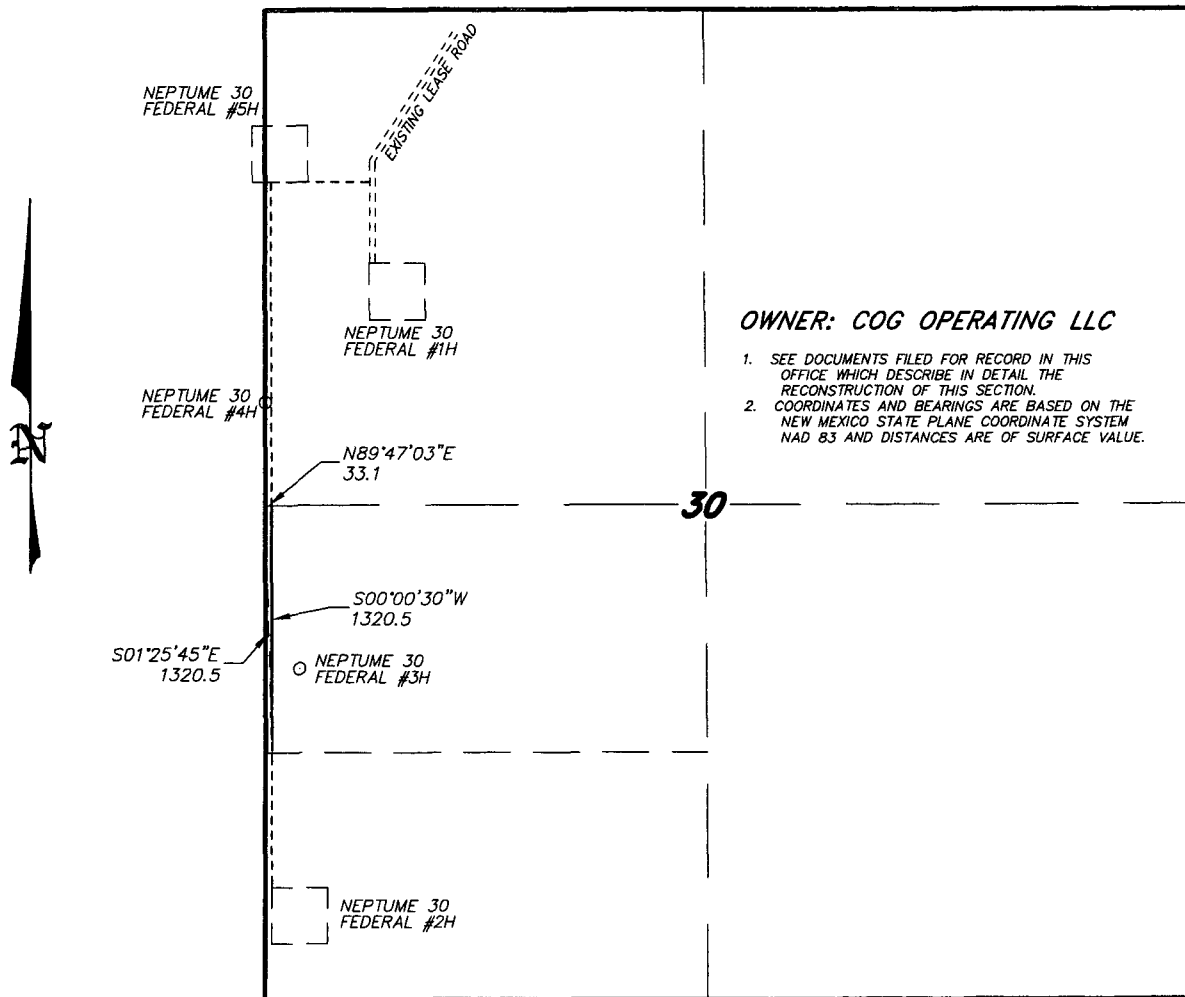 EXISTING LEASE ROAD
NEPTUME 30
FEDERAL #5H
NEPTUME 30
FEDERAL #1H
OWNER: COG OPERATING LLC
1. SEE DOCUMENTS FILED FOR RECORD IN THIS
OFFICE WHICH DESCRIBE IN DETAIL THE
RECONSTRUCTION OF THIS SECTION.
2. COORDINATES AND BEARINGS ARE BASED ON THE
NEW MEXICO STATE PLANE COORDINATE SYSTEM
NAD 83 AND DISTANCES ARE OF SURFACE VALUE.
NEPTUME 30
FEDERAL #4H
N
N89°47'03"E
33.1
30
S00°00'30"W
1320.5
S01°25'45"E
1320.5
NEPTUME 30
FEDERAL #3H
NEPTUME 30
FEDERAL #2H